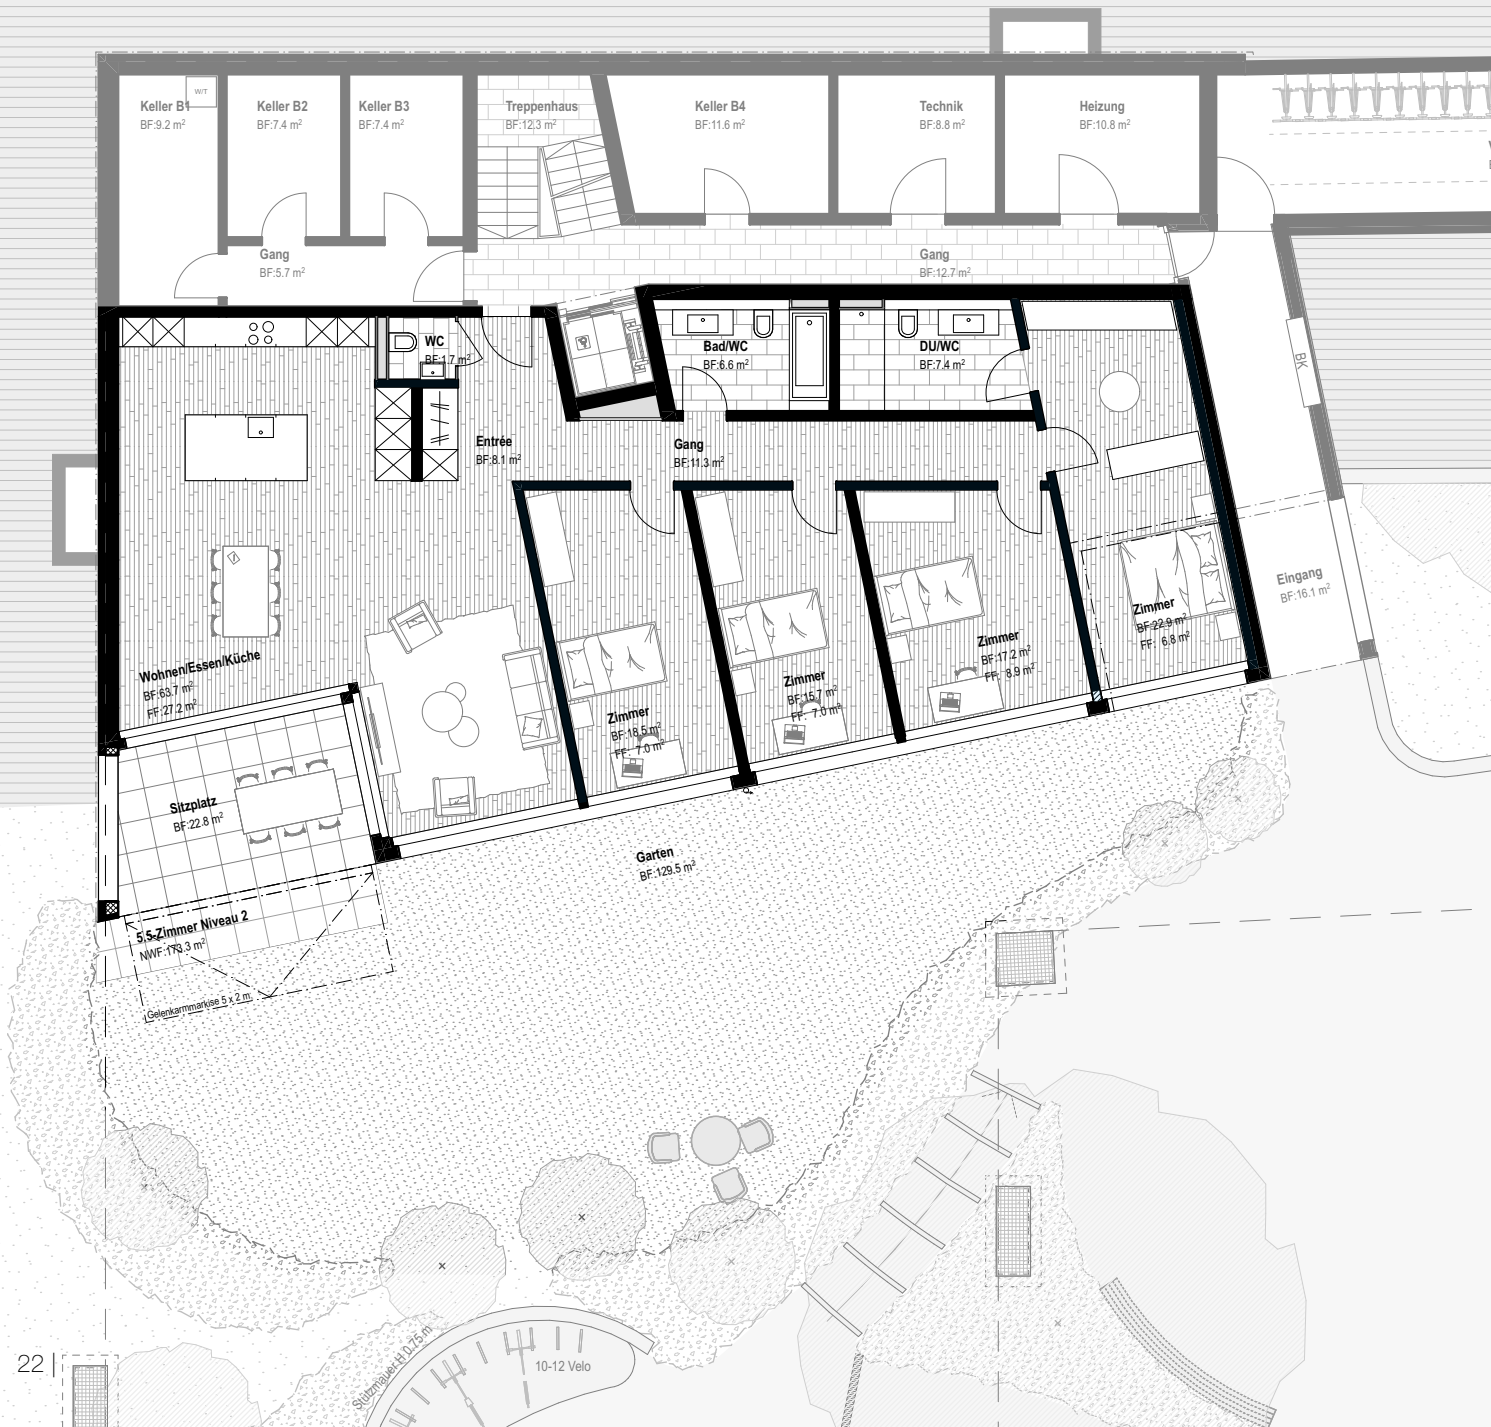 Keller B1
BF:9.2 m²
W/T
Keller B2
BF:7.4 m²
Keller B3
BF:7.4 m²
Treppenhaus
BF:12.3 m²
Keller B4
BF:11.6 m²
Technik
BF:8.8 m²
Heizung
BF:10.8 m²
Gang
BF:5.7 m²
Gang
BF:12.7 m²
WC
BF:1.7 m²
Bad/WC
BF:6.6 m²
DU/WC
BF:7.4 m²
BK
Entrée
BF:8.1 m²
Gang
BF:11.3 m²
Eingang
BF:16.1 m²
Zimmer
BF:22.9 m²
FF: 6.8 m²
Zimmer
BF:17.2 m²
FF: 8.9 m²
Zimmer
BF:15.7 m²
FF: 7.0 m²
Zimmer
BF:18.5 m²
FF: 7.0 m²
Wohnen/Essen/Küche
BF:63.7 m²
FF:27.2 m²
Sitzplatz
BF:22.8 m²
Garten
BF:129.5 m²
5.5-Zimmer Niveau 2
NWF:173.3 m²
Gelenkarmmarkise 5 x 2 m
Stützmauer H 0.75 m
10-12 Velo
22 |